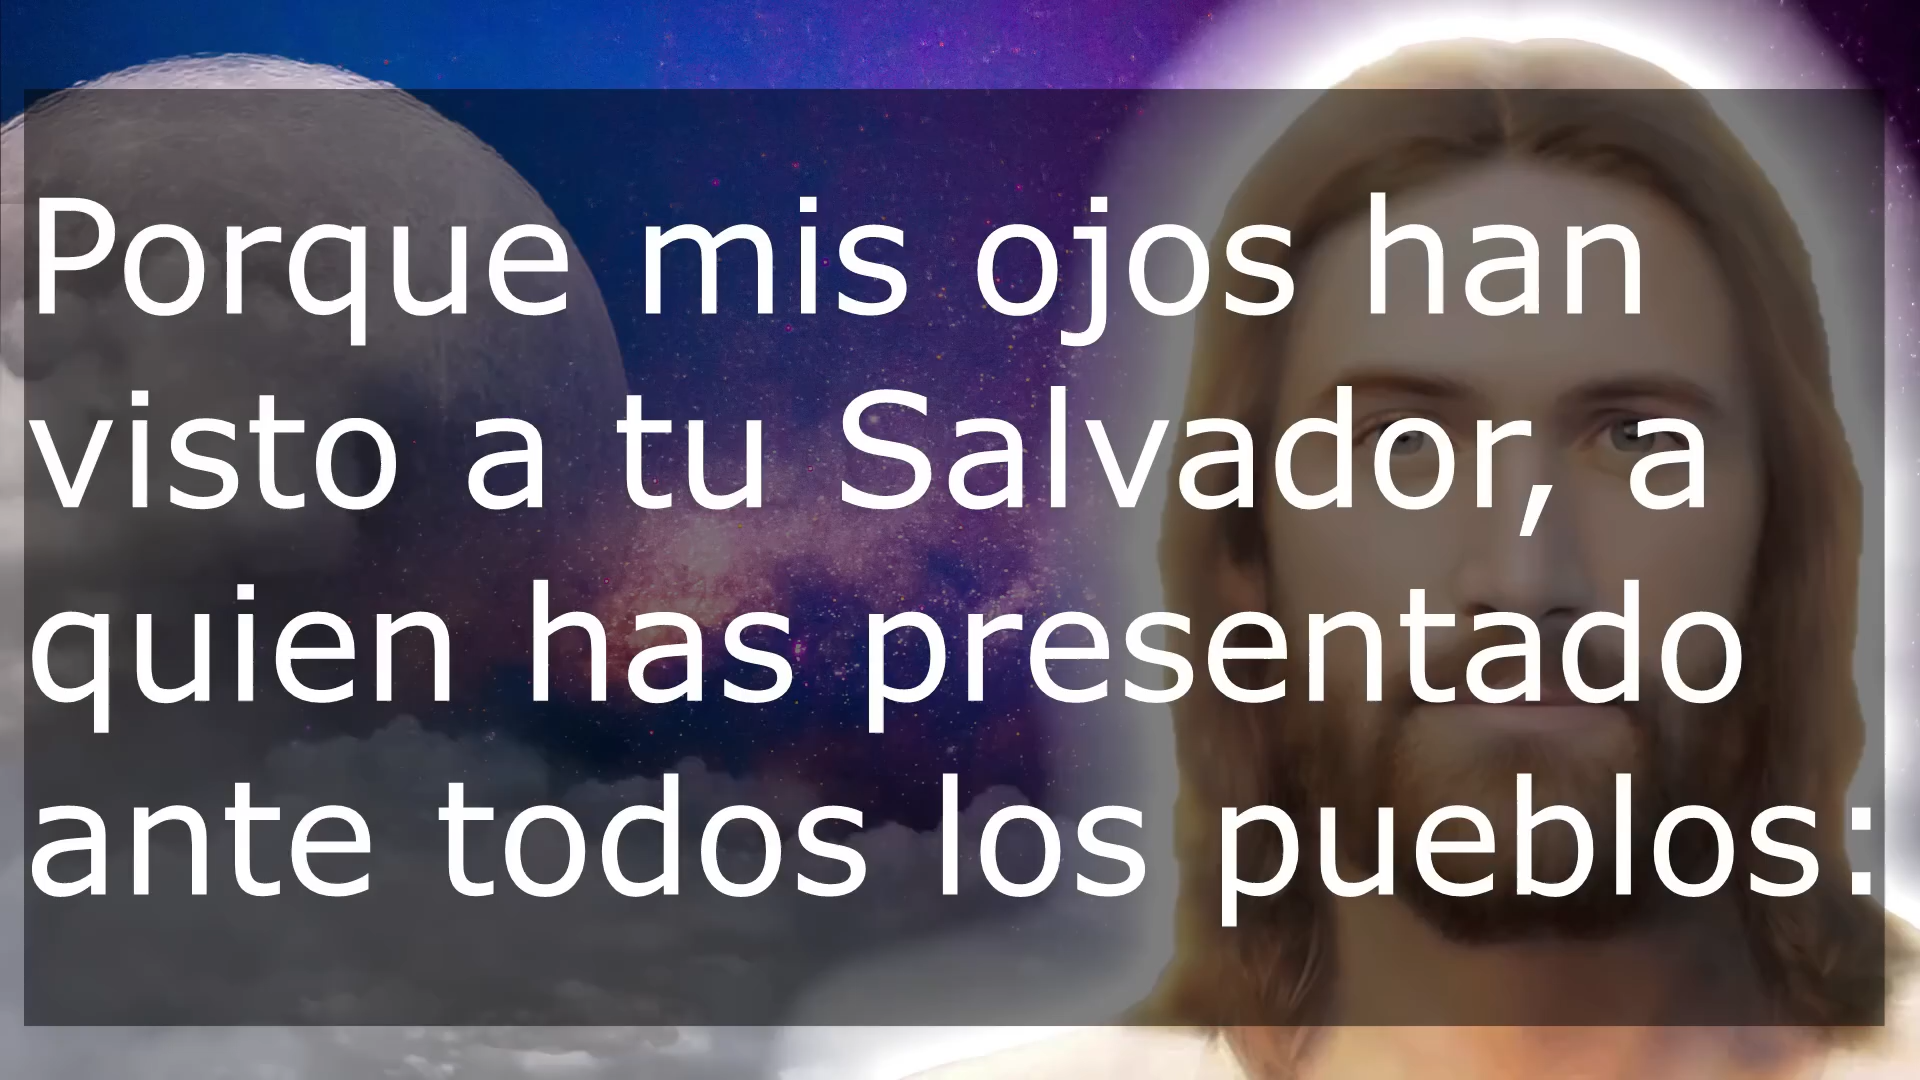 Porque mis ojos han
visto a tu Salvador, a
quien has presentado
ante todos los pueblos: